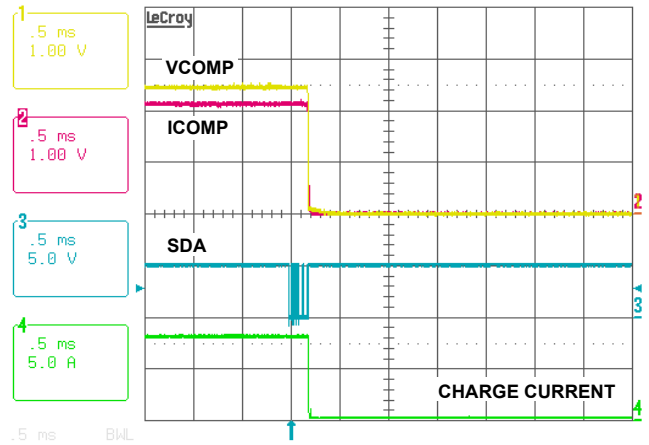 1
.5 ms
1.00 V
2
.5 ms
1.00 V
3
.5 ms
5.0 V
4
.5 ms
5.0 A
.5 ms BWL
LeCroy
VCOMP
ICOMP
SDA
CHARGE CURRENT
2
3
4